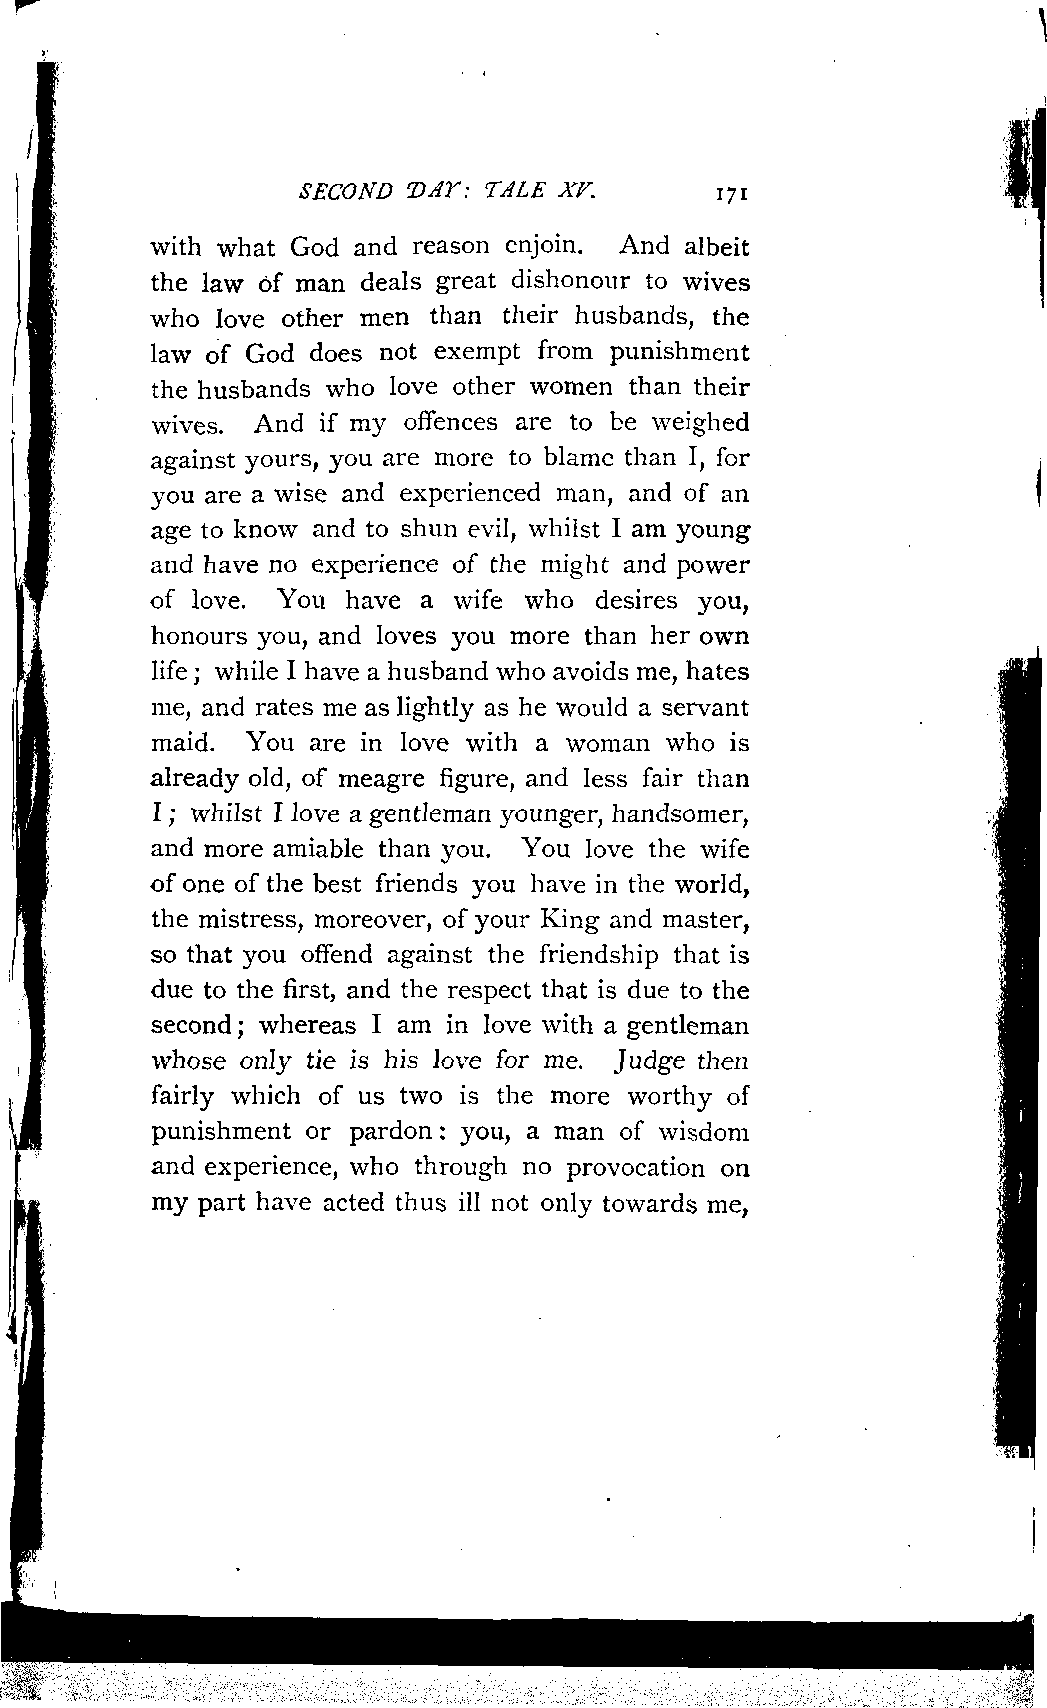 SECOND DAY: TALE XV. 171
with what God and reason enjoin. And albeit
the law of man deals great dishonour to wives
who love other men than their husbands, the
law of God does not exempt from punishment
the husbands who love other women than their
wives. And if my offences are to be weighed
against yours, you are more to blame than I, for
you are a wise and experienced man, and of an
age to know and to shun evil, whilst I am young
and have no experience of the might and power
of love. You have a wife who desires you,
honours you, and loves you more than her own
life; while I have a husband who avoids me, hates
me, and rates me as lightly as he would a servant
maid. You are in love with a woman who is
already old, of meagre figure, and less fair than
I; whilst I love a gentleman younger, handsomer,
and more amiable than you. You love the wife
of one of the best friends you have in the world,
the mistress, moreover, of your King and master,
so that you offend against the friendship that is
due to the first, and the respect that is due to the
second; whereas I am in love with a gentleman
whose only tie is his love for me. Judge then
fairly which of us two is the more worthy of
punishment or pardon: you, a man of wisdom
and experience, who through no provocation on
my part have acted thus ill not only towards me,